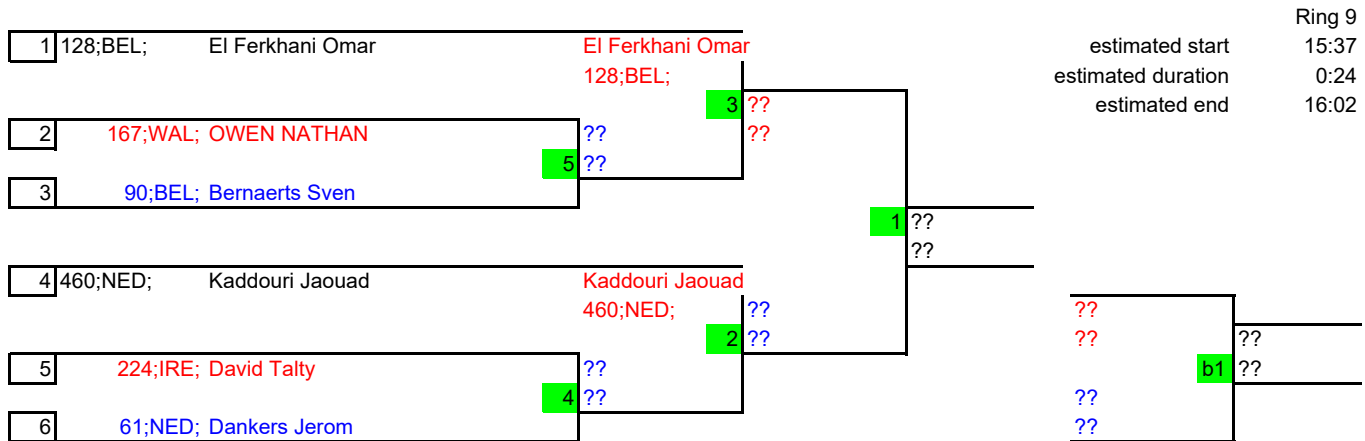 Ring 9
1 128;BEL; El Ferkhani Omar El Ferkhani Omar estimated start 15:37
128;BEL; estimated duration 0:24
3 ?? estimated end 16:02
2 167;WAL; OWEN NATHAN ?? ??
5 ??
3 90;BEL; Bernaerts Sven
1 ??
??
4 460;NED; Kaddouri Jaouad Kaddouri Jaouad
460;NED; ?? ??
2 ?? ?? ??
5 224;IRE; David Talty ?? b1 ??
4 ?? ??
6 61;NED; Dankers Jerom ??